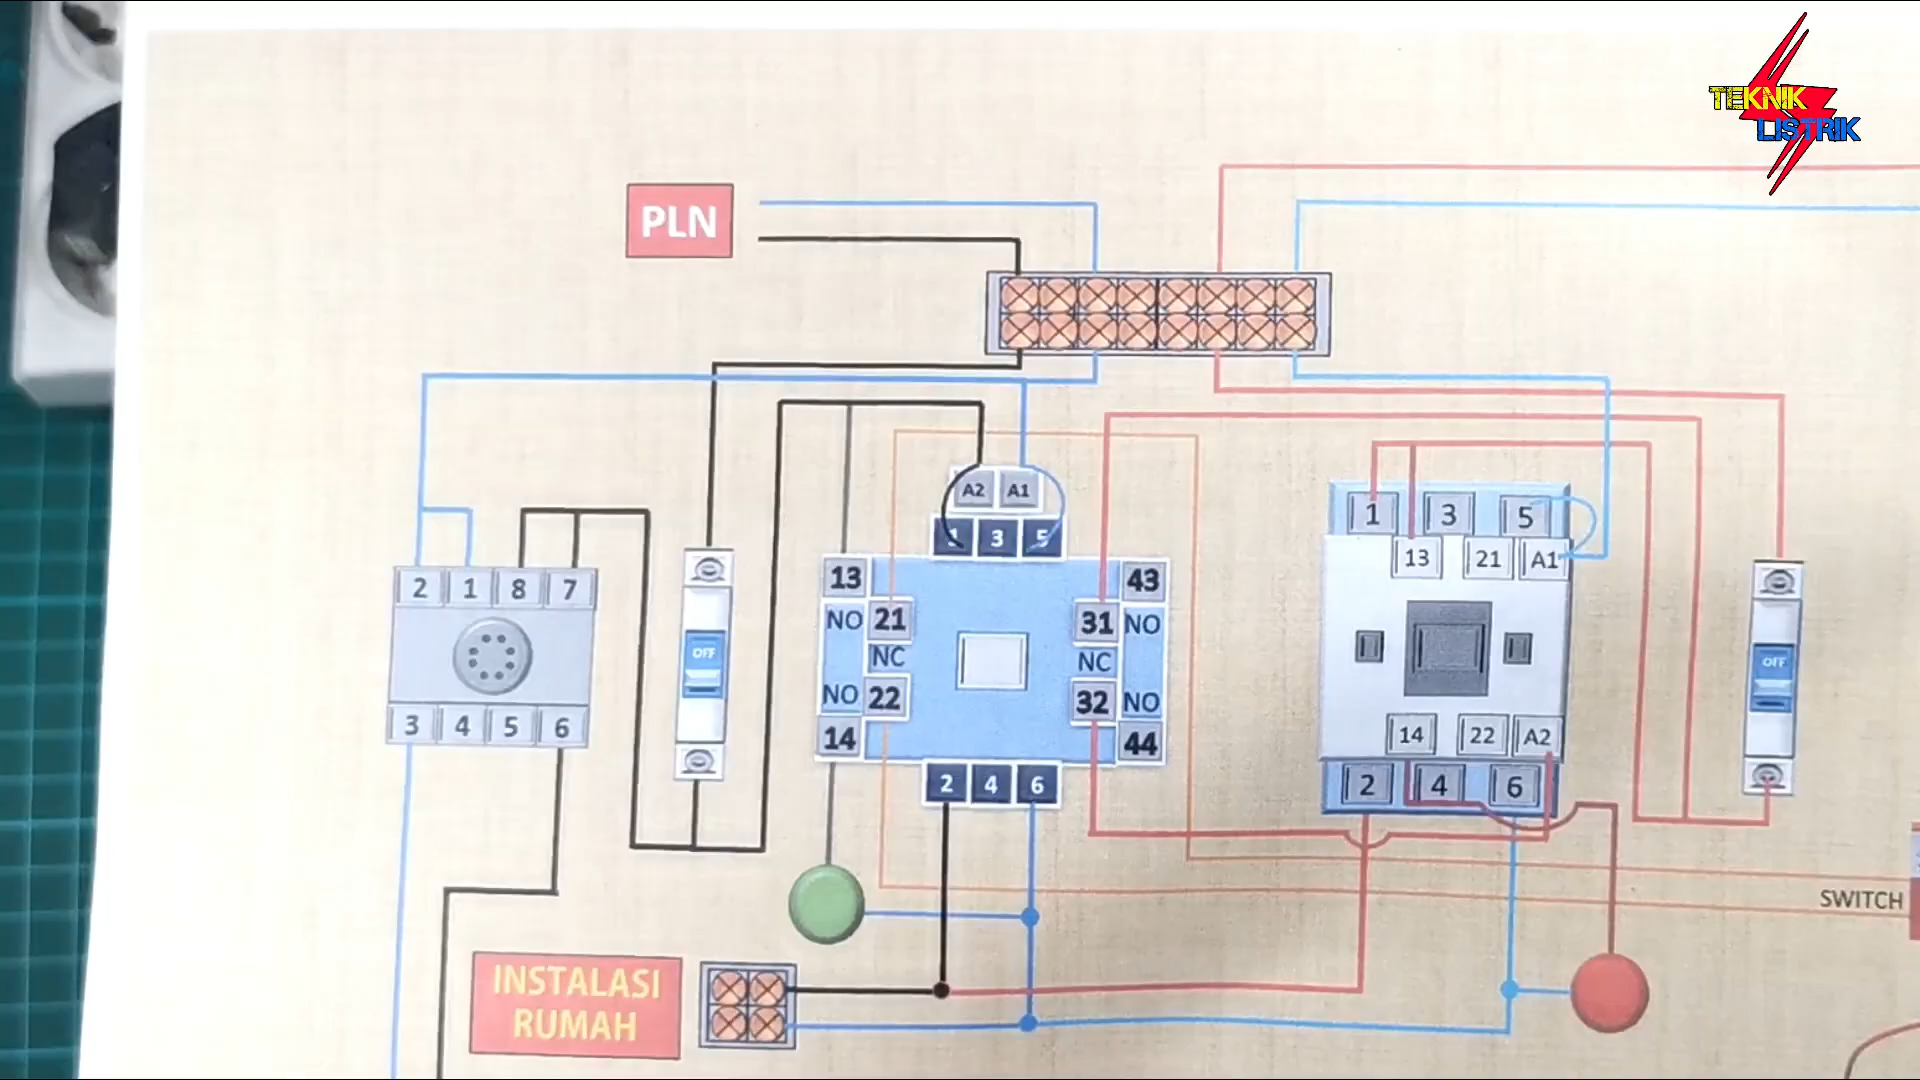 TEKNIK
LISTRIK
PLN
A2 A1
1 3 5
1 3 5
13 21 A1
2 1 8 7
13 43
NO 21 31 NO
NC NC
NO 22 32 NO
14 44
OFF
OFF
3 4 5 6
14 22 A2
2 4 6
2 4 6
SWITCH
INSTALASI
RUMAH